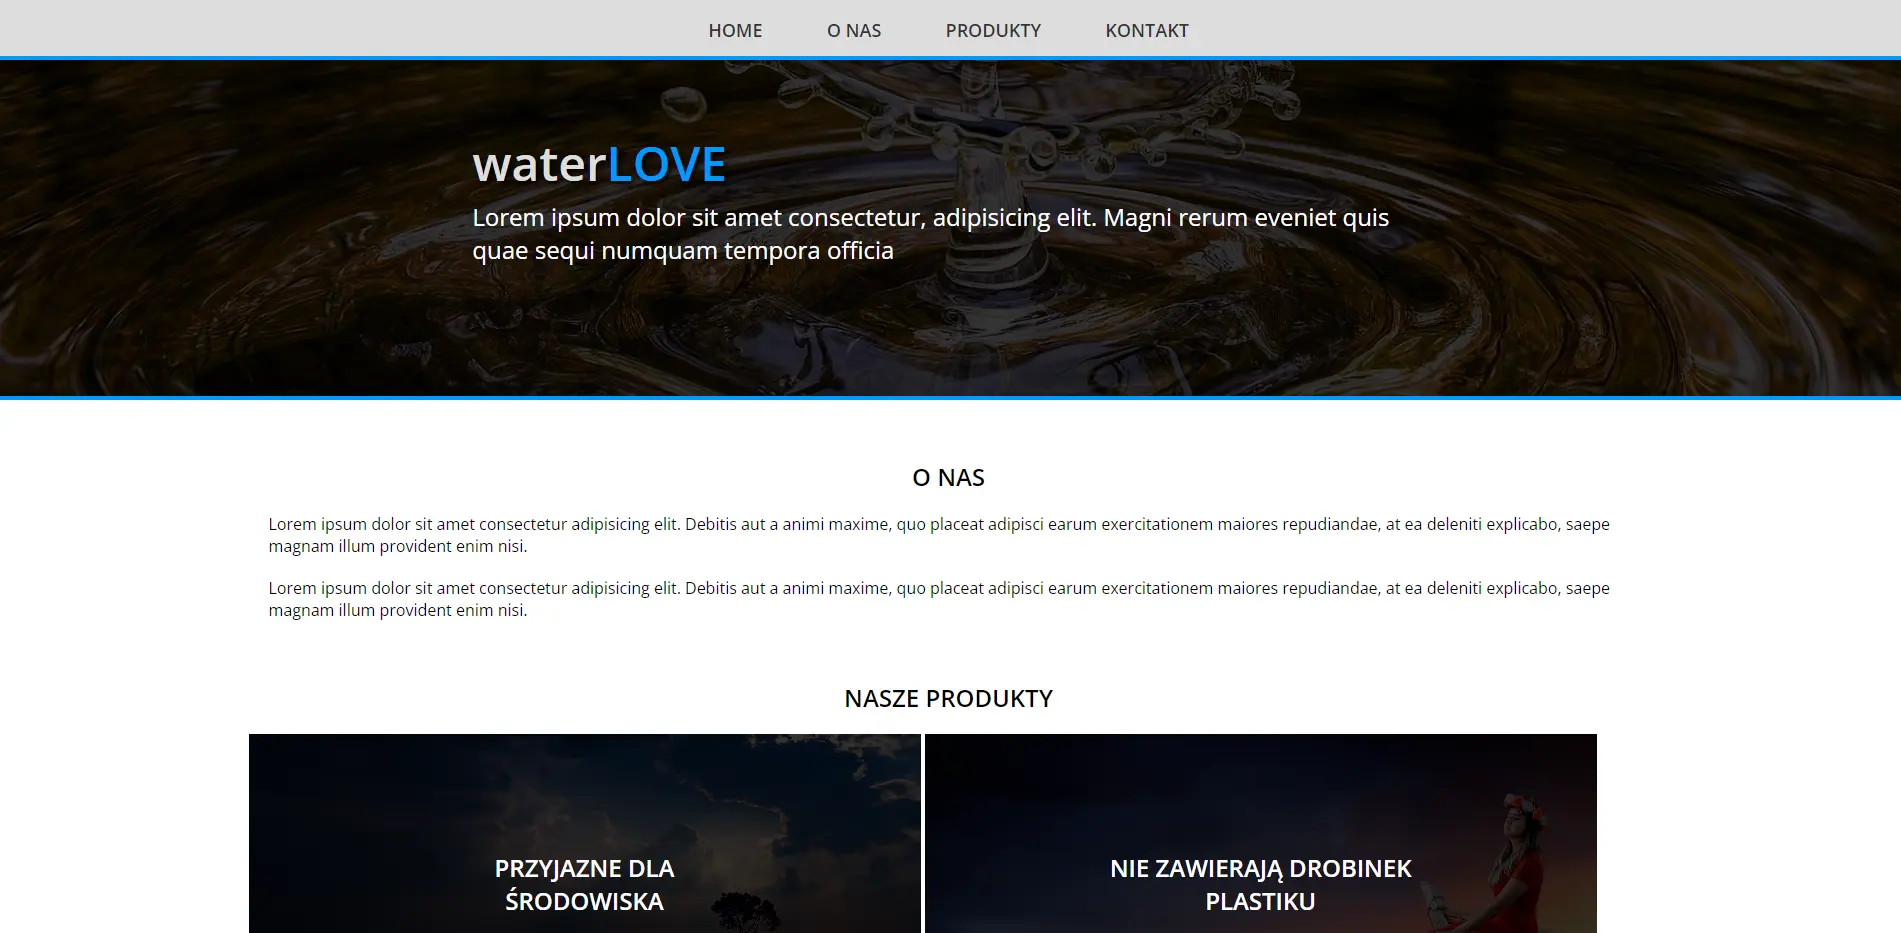 HOME O NAS PRODUKTY KONTAKT
waterLOVE
Lorem ipsum dolor sit amet consectetur, adipisicing elit. Magni rerum eveniet quis
quae sequi numquam tempora officia
O NAS
Lorem ipsum dolor sit amet consectetur adipisicing elit. Debitis aut a animi maxime, quo placeat adipisci earum exercitationem maiores repudiandae, at ea deleniti explicabo, saepe
magnam illum provident enim nisi.
Lorem ipsum dolor sit amet consectetur adipisicing elit. Debitis aut a animi maxime, quo placeat adipisci earum exercitationem maiores repudiandae, at ea deleniti explicabo, saepe
magnam illum provident enim nisi.
NASZE PRODUKTY
PRZYJAZNE DLA
ŚRODOWISKA
NIE ZAWIERAJĄ DROBINEK
PLASTIKU